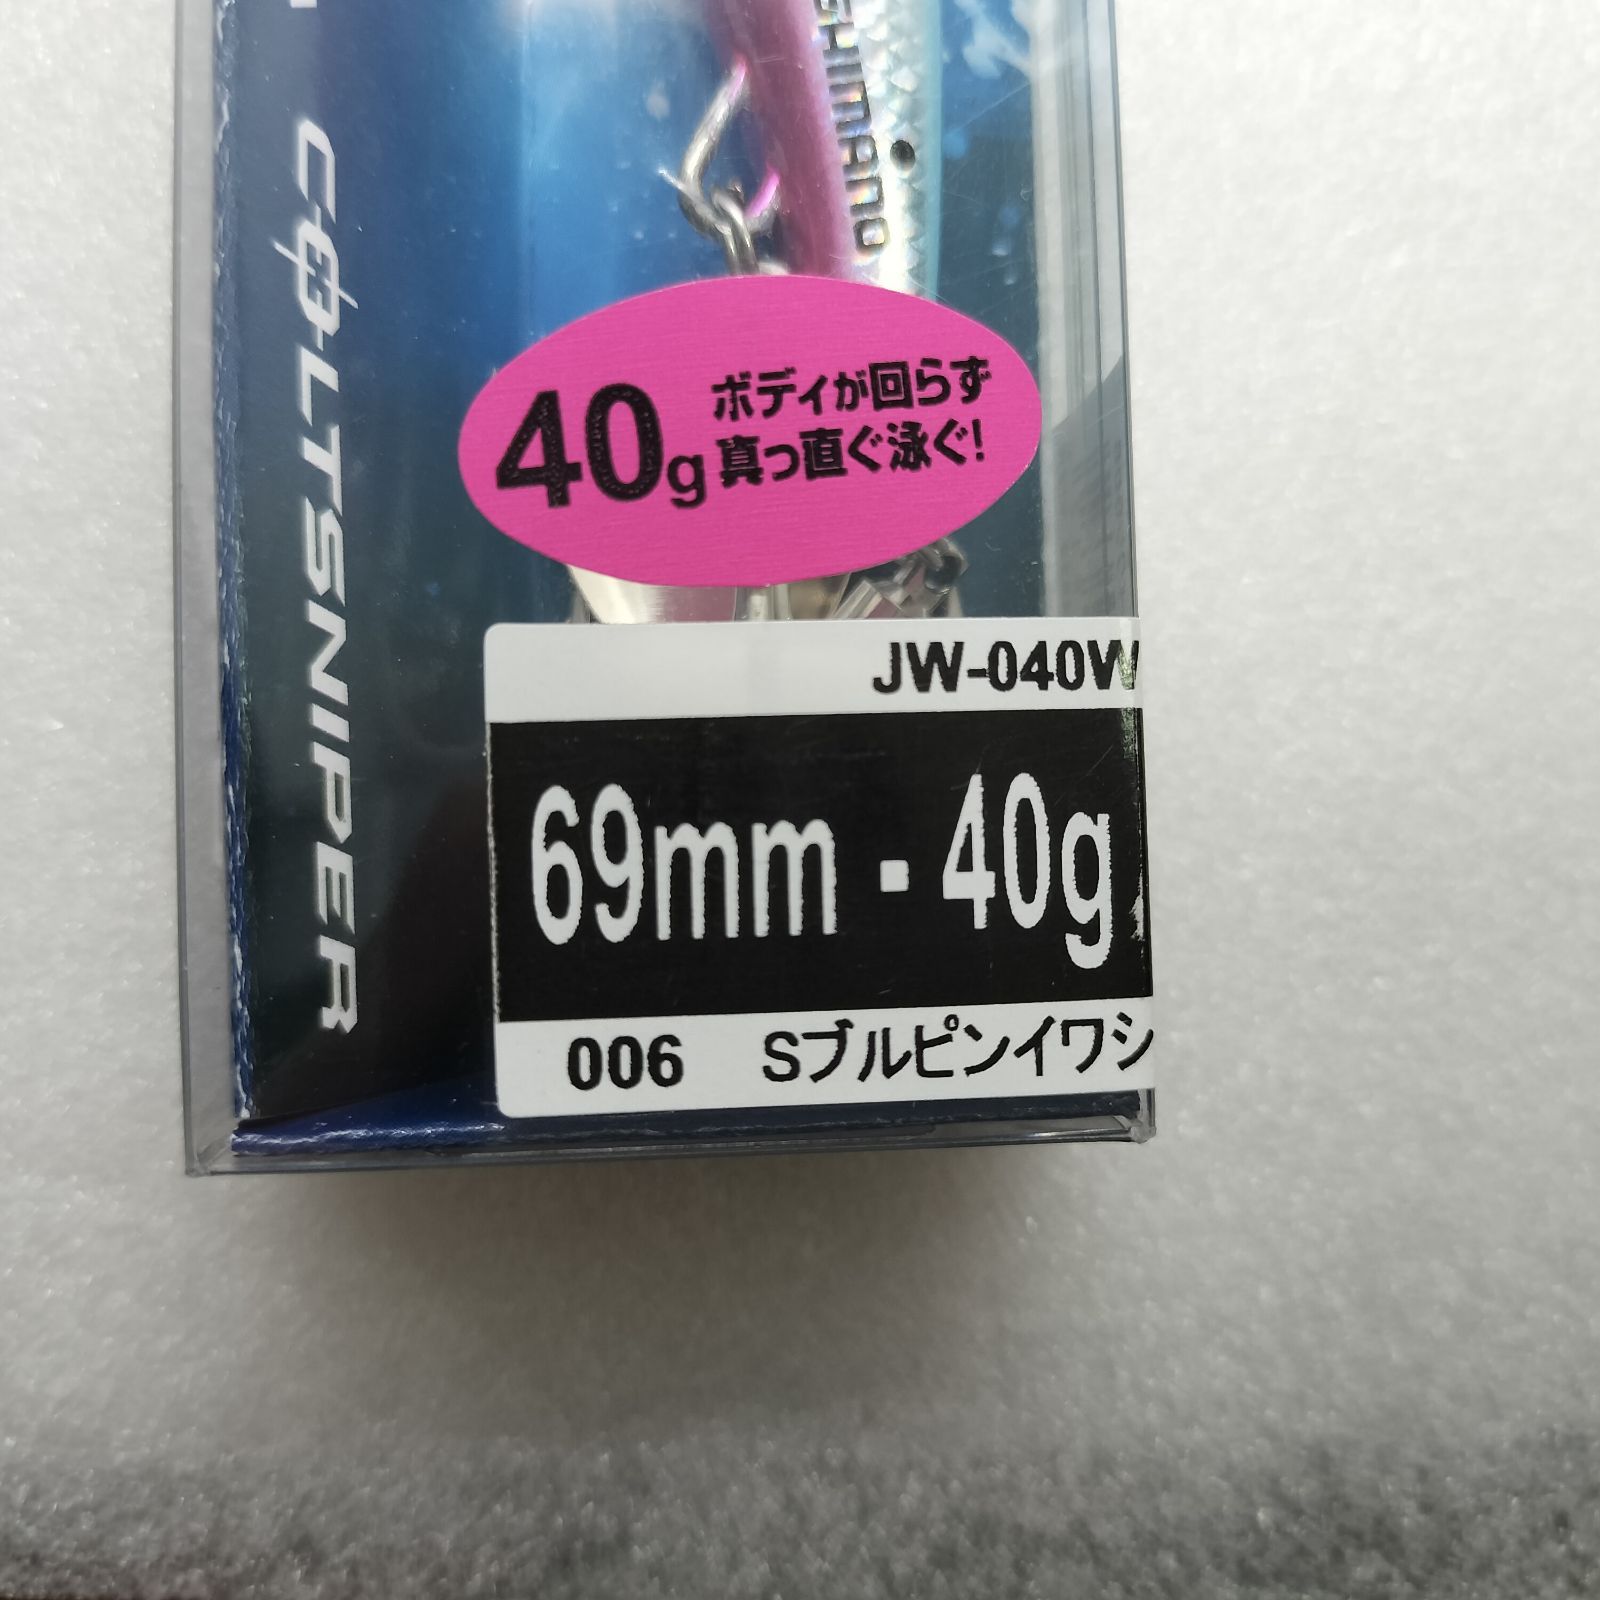 SHIMANO
COLTSNIPER
40g
ボディが回らず
真っ直ぐ泳ぐ!
JW-040W
69mm・40g
006 Sブルピンイワシ